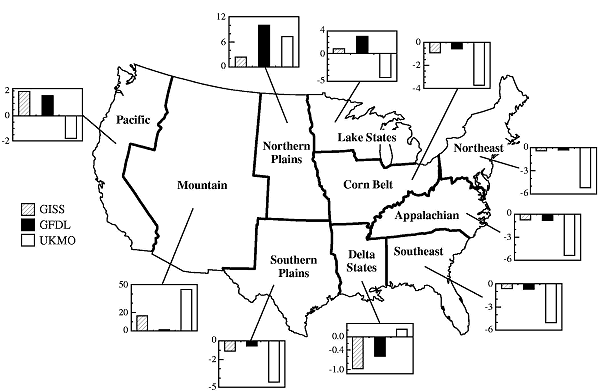 12
6
0
4
0
-5
0
-2
-4
2
0
-2
Pacific
Northern
Plains
Lake States
Northeast
0
-3
-6
Mountain
Corn Belt
GISS
GFDL
UKMO
Appalachian
0
-3
-6
Southern
Plains
Delta
States
Southeast
50
20
0
0
-3
-6
0.0
-1.0
0
-2
-5